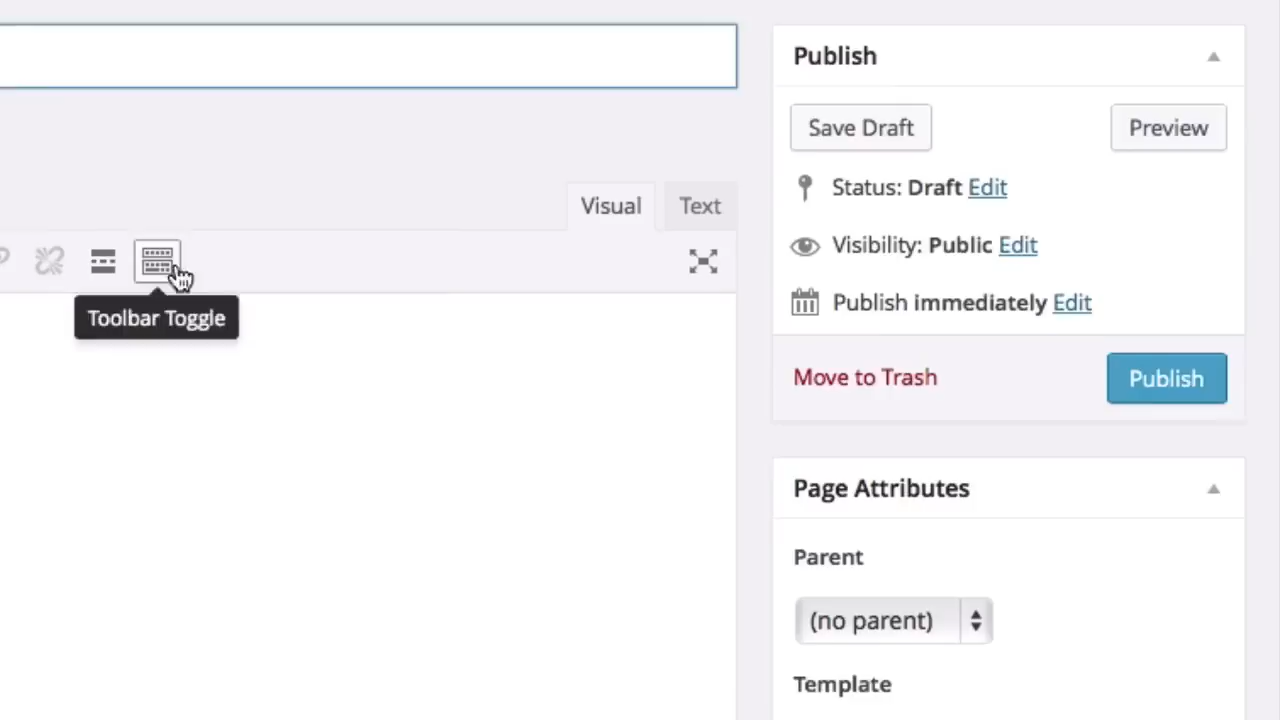 Publish
Save Draft
Preview
Status: Draft Edit
Visual
Text
Visibility: Public Edit
Toolbar Toggle
Publish immediately Edit
Move to Trash
Publish
Page Attributes
Parent
(no parent)
Template